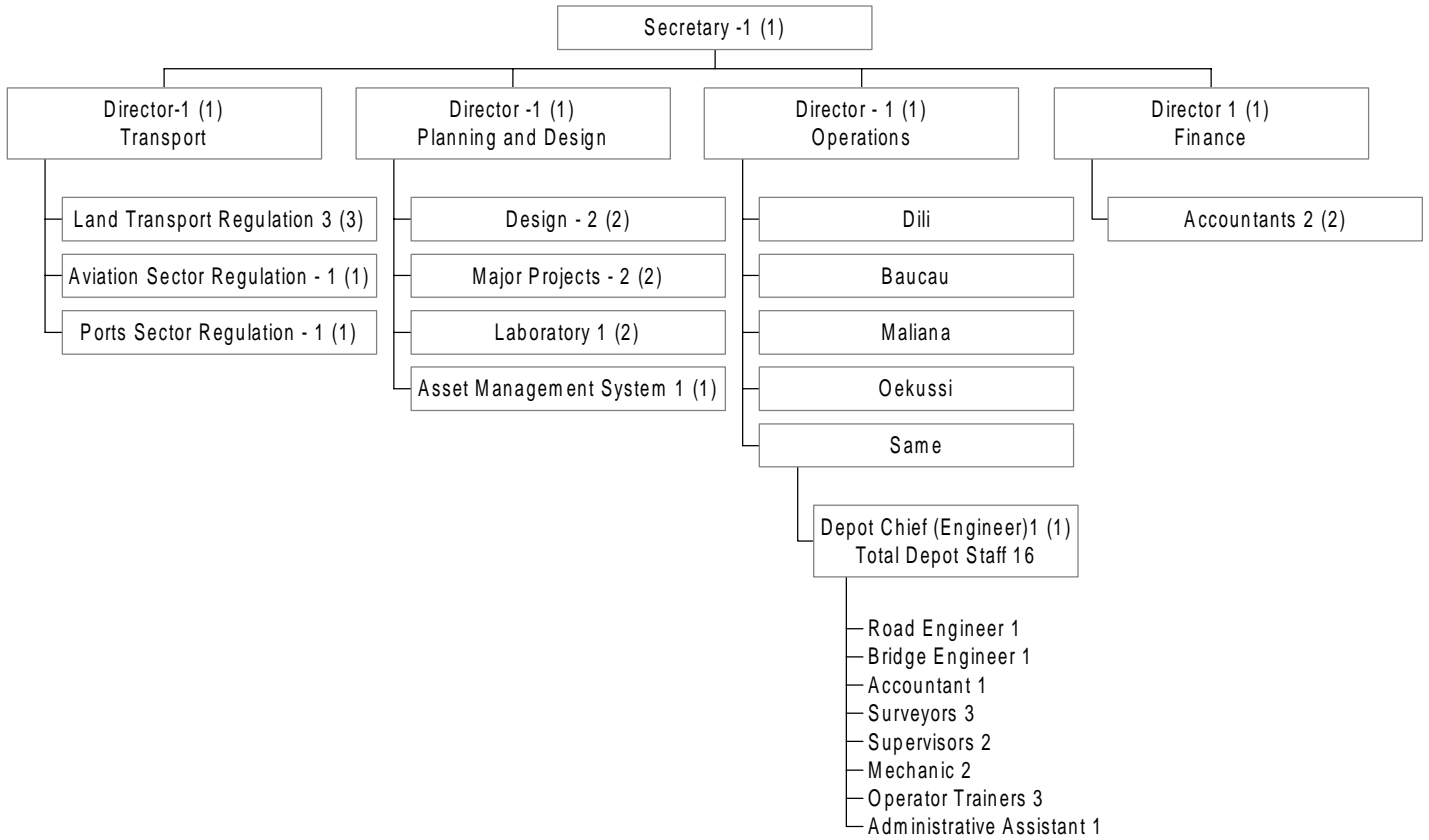 Secretary -1 (1)
Director-1 (1)
Transport
Director -1 (1)
Planning and Design
Director - 1 (1)
Operations
Director 1 (1)
Finance
Land Transport Regulation 3 (3)
Aviation Sector Regulation - 1 (1)
Ports Sector Regulation - 1 (1)
Design - 2 (2)
Major Projects - 2 (2)
Laboratory 1 (2)
Asset Management System 1 (1)
Dili
Baucau
Maliana
Oekussi
Same
Accountants 2 (2)
Depot Chief (Engineer)1 (1)
Total Depot Staff 16
Road Engineer 1
Bridge Engineer 1
Accountant 1
Surveyors 3
Supervisors 2
Mechanic 2
Operator Trainers 3
Administrative Assistant 1